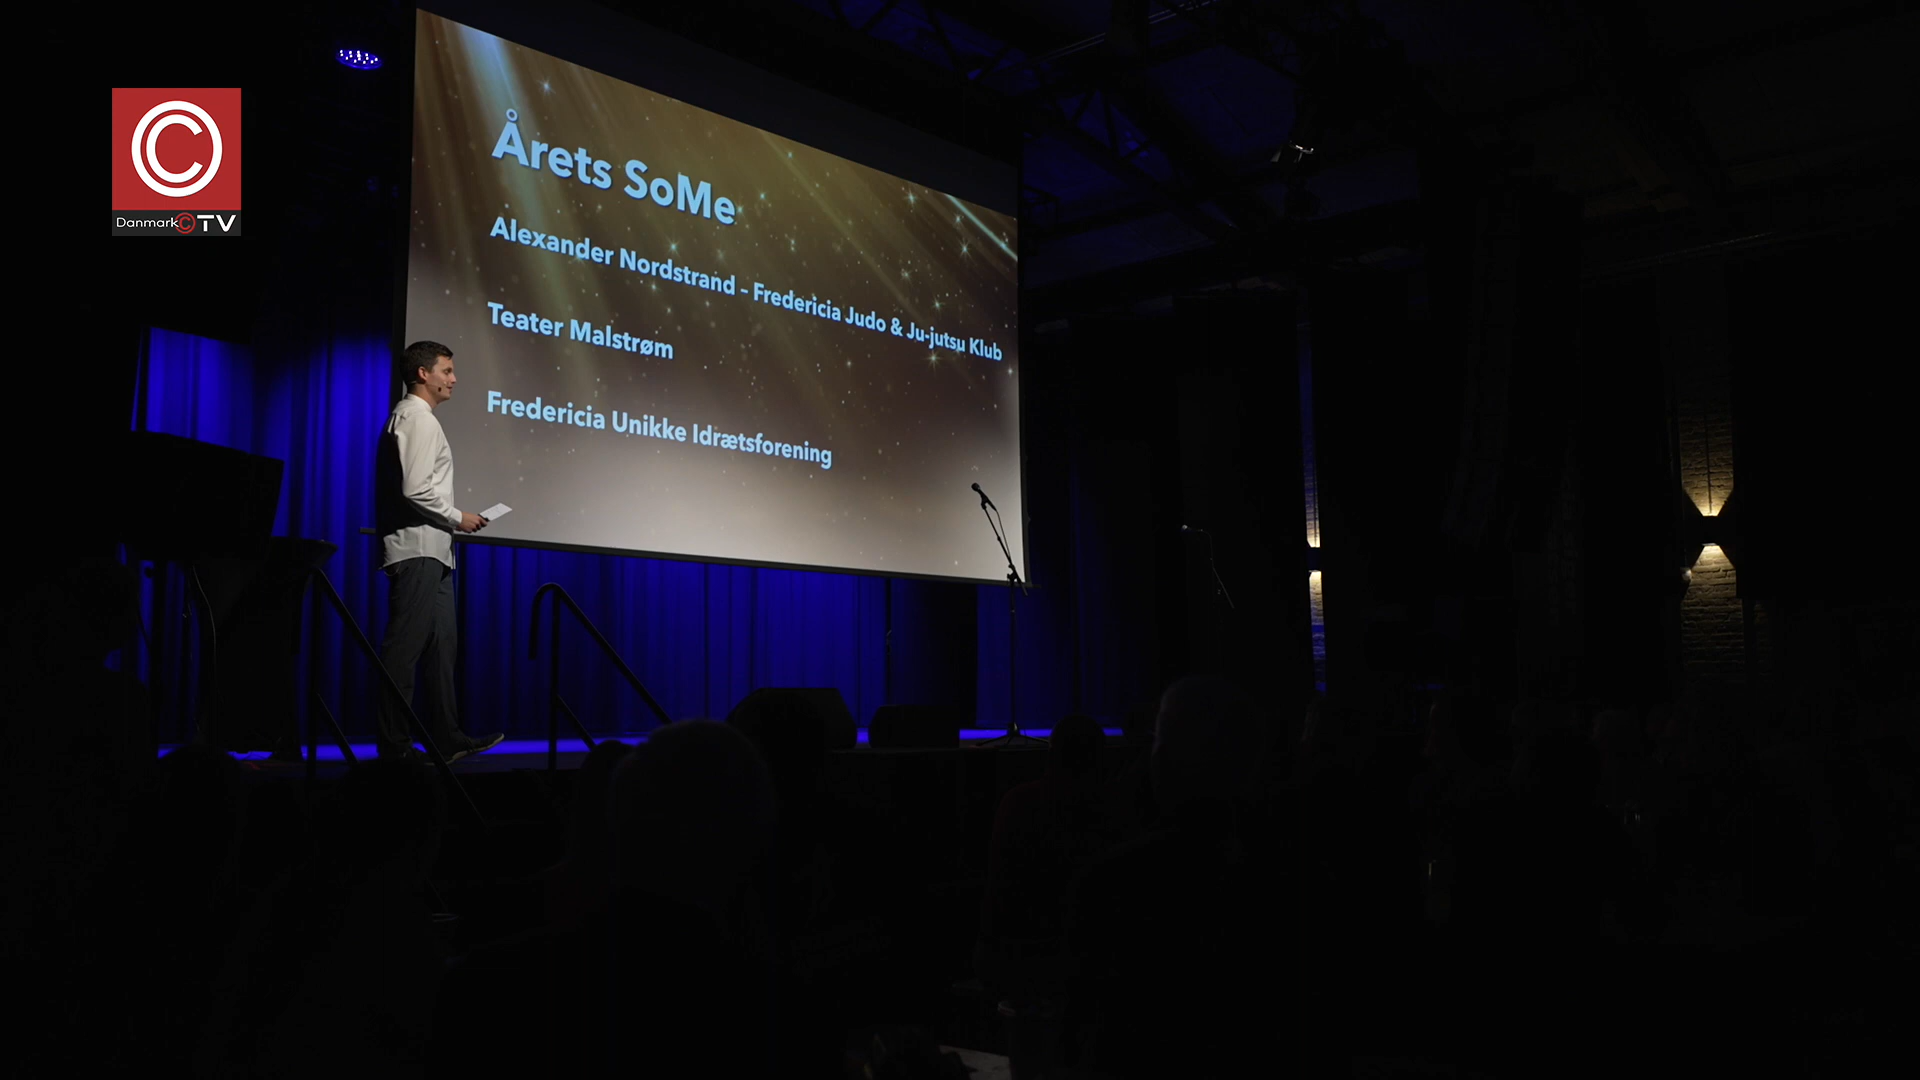 C
Danmark C TV
Årets SoMe
Alexander Nordstrand – Fredericia Judo & Ju-jutsu Klub
Teater Malstrøm
Fredericia Unikke Idrætsforening